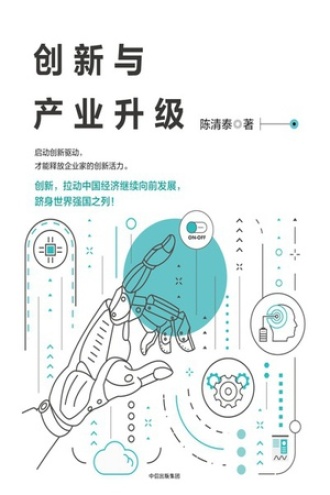 创新与
产业升级
陈清泰◎著
启动创新驱动，
才能释放企业家的创新活力。
创新，拉动中国经济继续向前发展，
跻身世界强国之列！
ON-OFF
中信出版集团